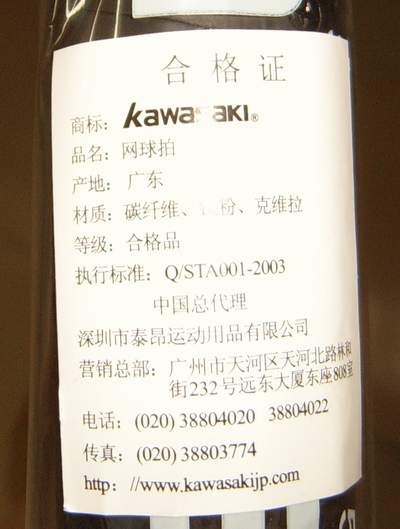 合格证
商标：kawasaki®
品名：网球拍
产地：广东
材质：碳纤维、 粉、克维拉
等级：合格品
执行标准：Q/STA001-2003
中国总代理
深圳市泰昂运动用品有限公司
营销总部：广州市天河区天河北路林和
街232号远东大厦东座808室
电话：(020) 38804020 38804022
传真：(020) 38803774
http：//www.kawasakijp.com